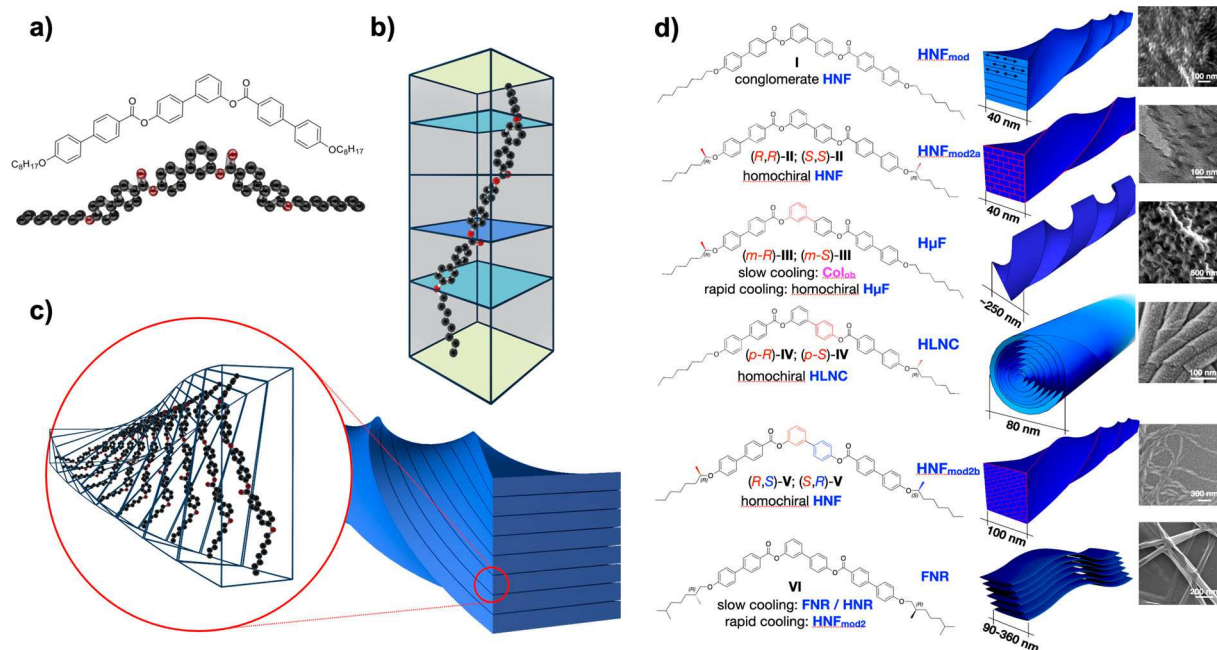 a)
O
O
O
O
C₈H₁₇
O
O
C₈H₁₇
b)
c)
d)
O
O
O
O
O
O
I
conglomerate HNF
HNFmod
40 nm
100 nm
O
O
O
O
O
O
(R)
(R)
(R,R)-II; (S,S)-II
homochiral HNF
HNFmod2a
40 nm
100 nm
O
O
O
O
O
O
(R)
(m-R)-III; (m-S)-III
slow cooling: Colob
rapid cooling: homochiral HμF
HμF
~250 nm
500 nm
O
O
O
O
O
O
(R)
(p-R)-IV; (p-S)-IV
homochiral HLNC
HLNC
80 nm
100 nm
O
O
O
O
O
O
(R)
(S)
(R,S)-V; (S,R)-V
homochiral HNF
HNFmod2b
100 nm
300 nm
O
O
O
O
O
O
(R)
(R)
VI
slow cooling: FNR / HNR
rapid cooling: HNFmod2
FNR
90-360 nm
200 nm